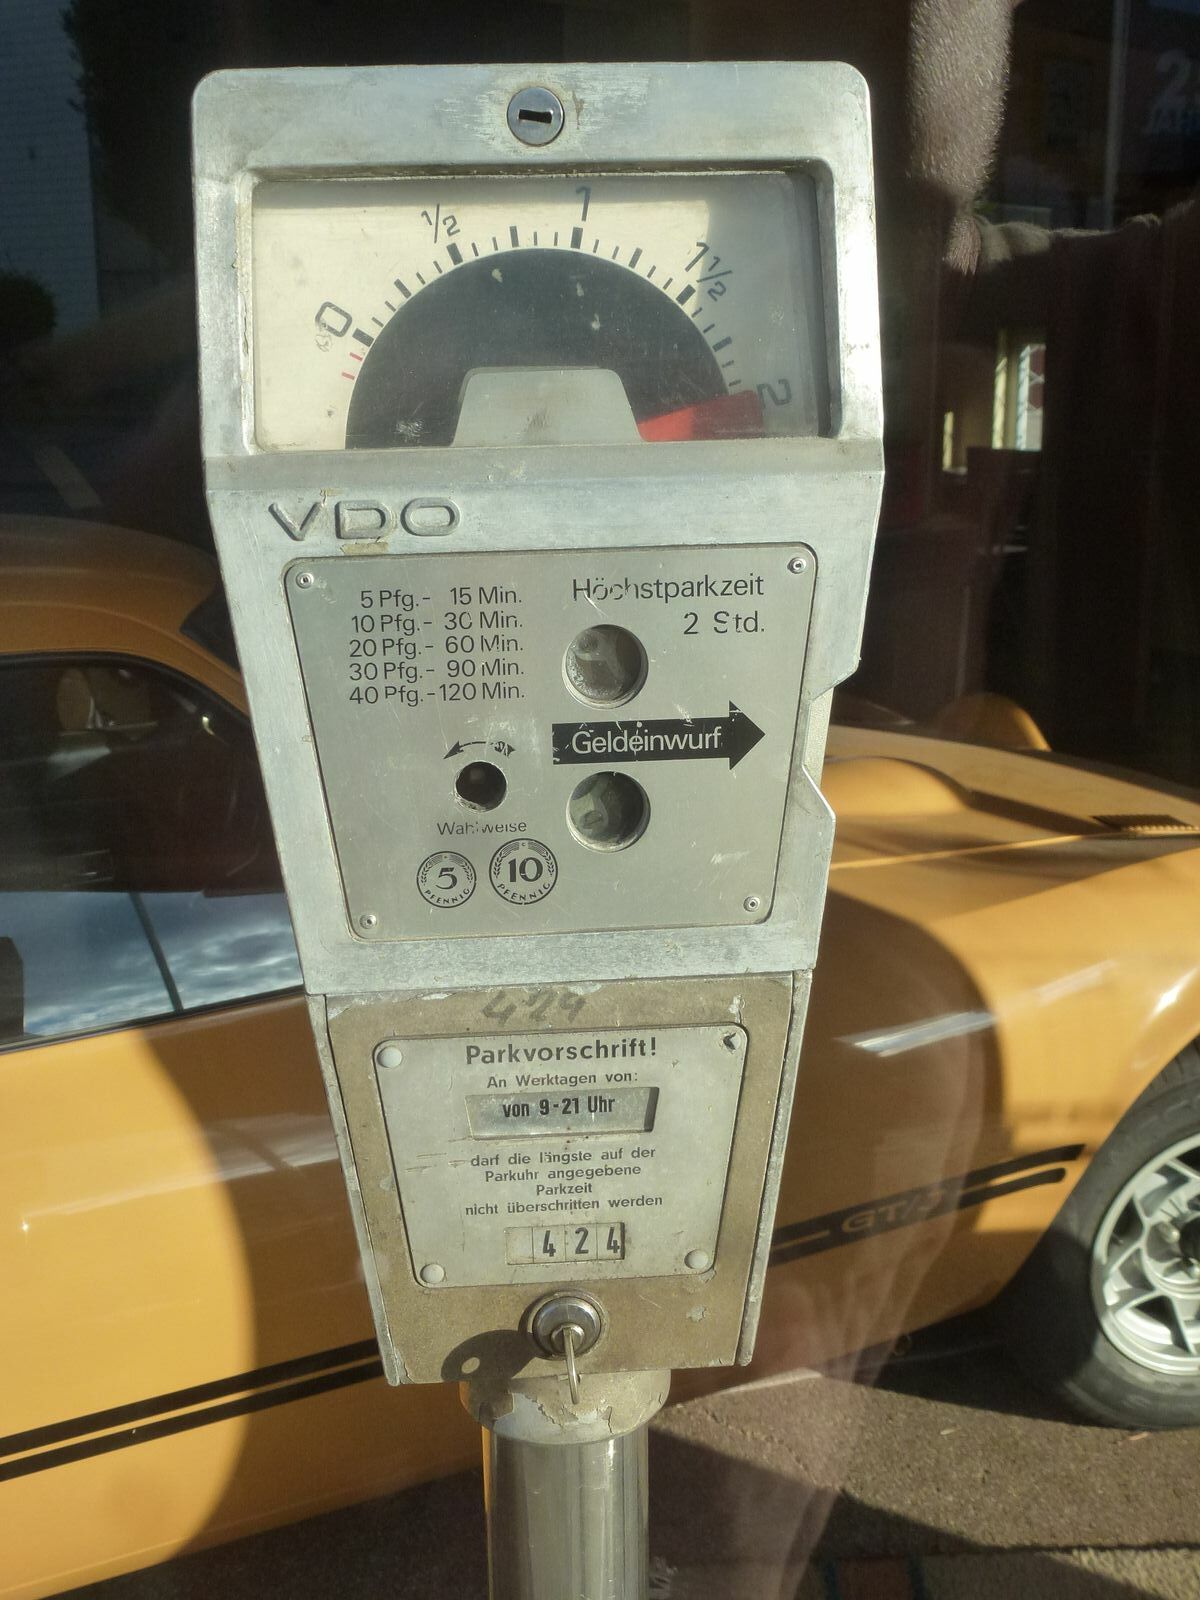 0 1/2 1 1 1/2 2
VDO
5 Pfg.- 15 Min.
10 Pfg.- 30 Min.
20 Pfg.- 60 Min.
30 Pfg.- 90 Min.
40 Pfg.-120 Min.
Höchstparkzeit
2 Std.
Geldeinwurf
Wahlweise
5 PFENNIG
10 PFENNIG
424
Parkvorschrift!
An Werktagen von:
von 9-21 Uhr
darf die längste auf der
Parkuhr angegebene
Parkzeit
nicht überschritten werden
424